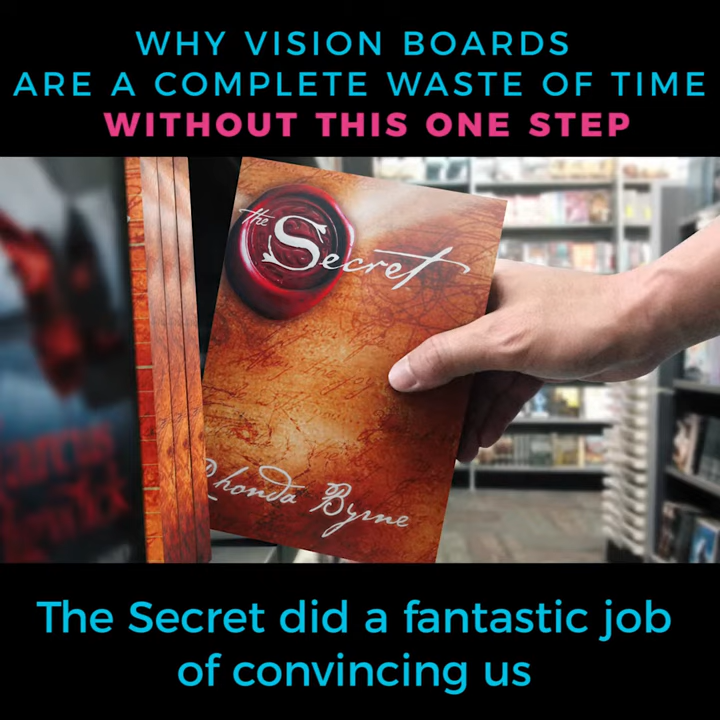 WHY VISION BOARDS
ARE A COMPLETE WASTE OF TIME
WITHOUT THIS ONE STEP
the Secret
Rhonda Byrne
The Secret did a fantastic job
of convincing us